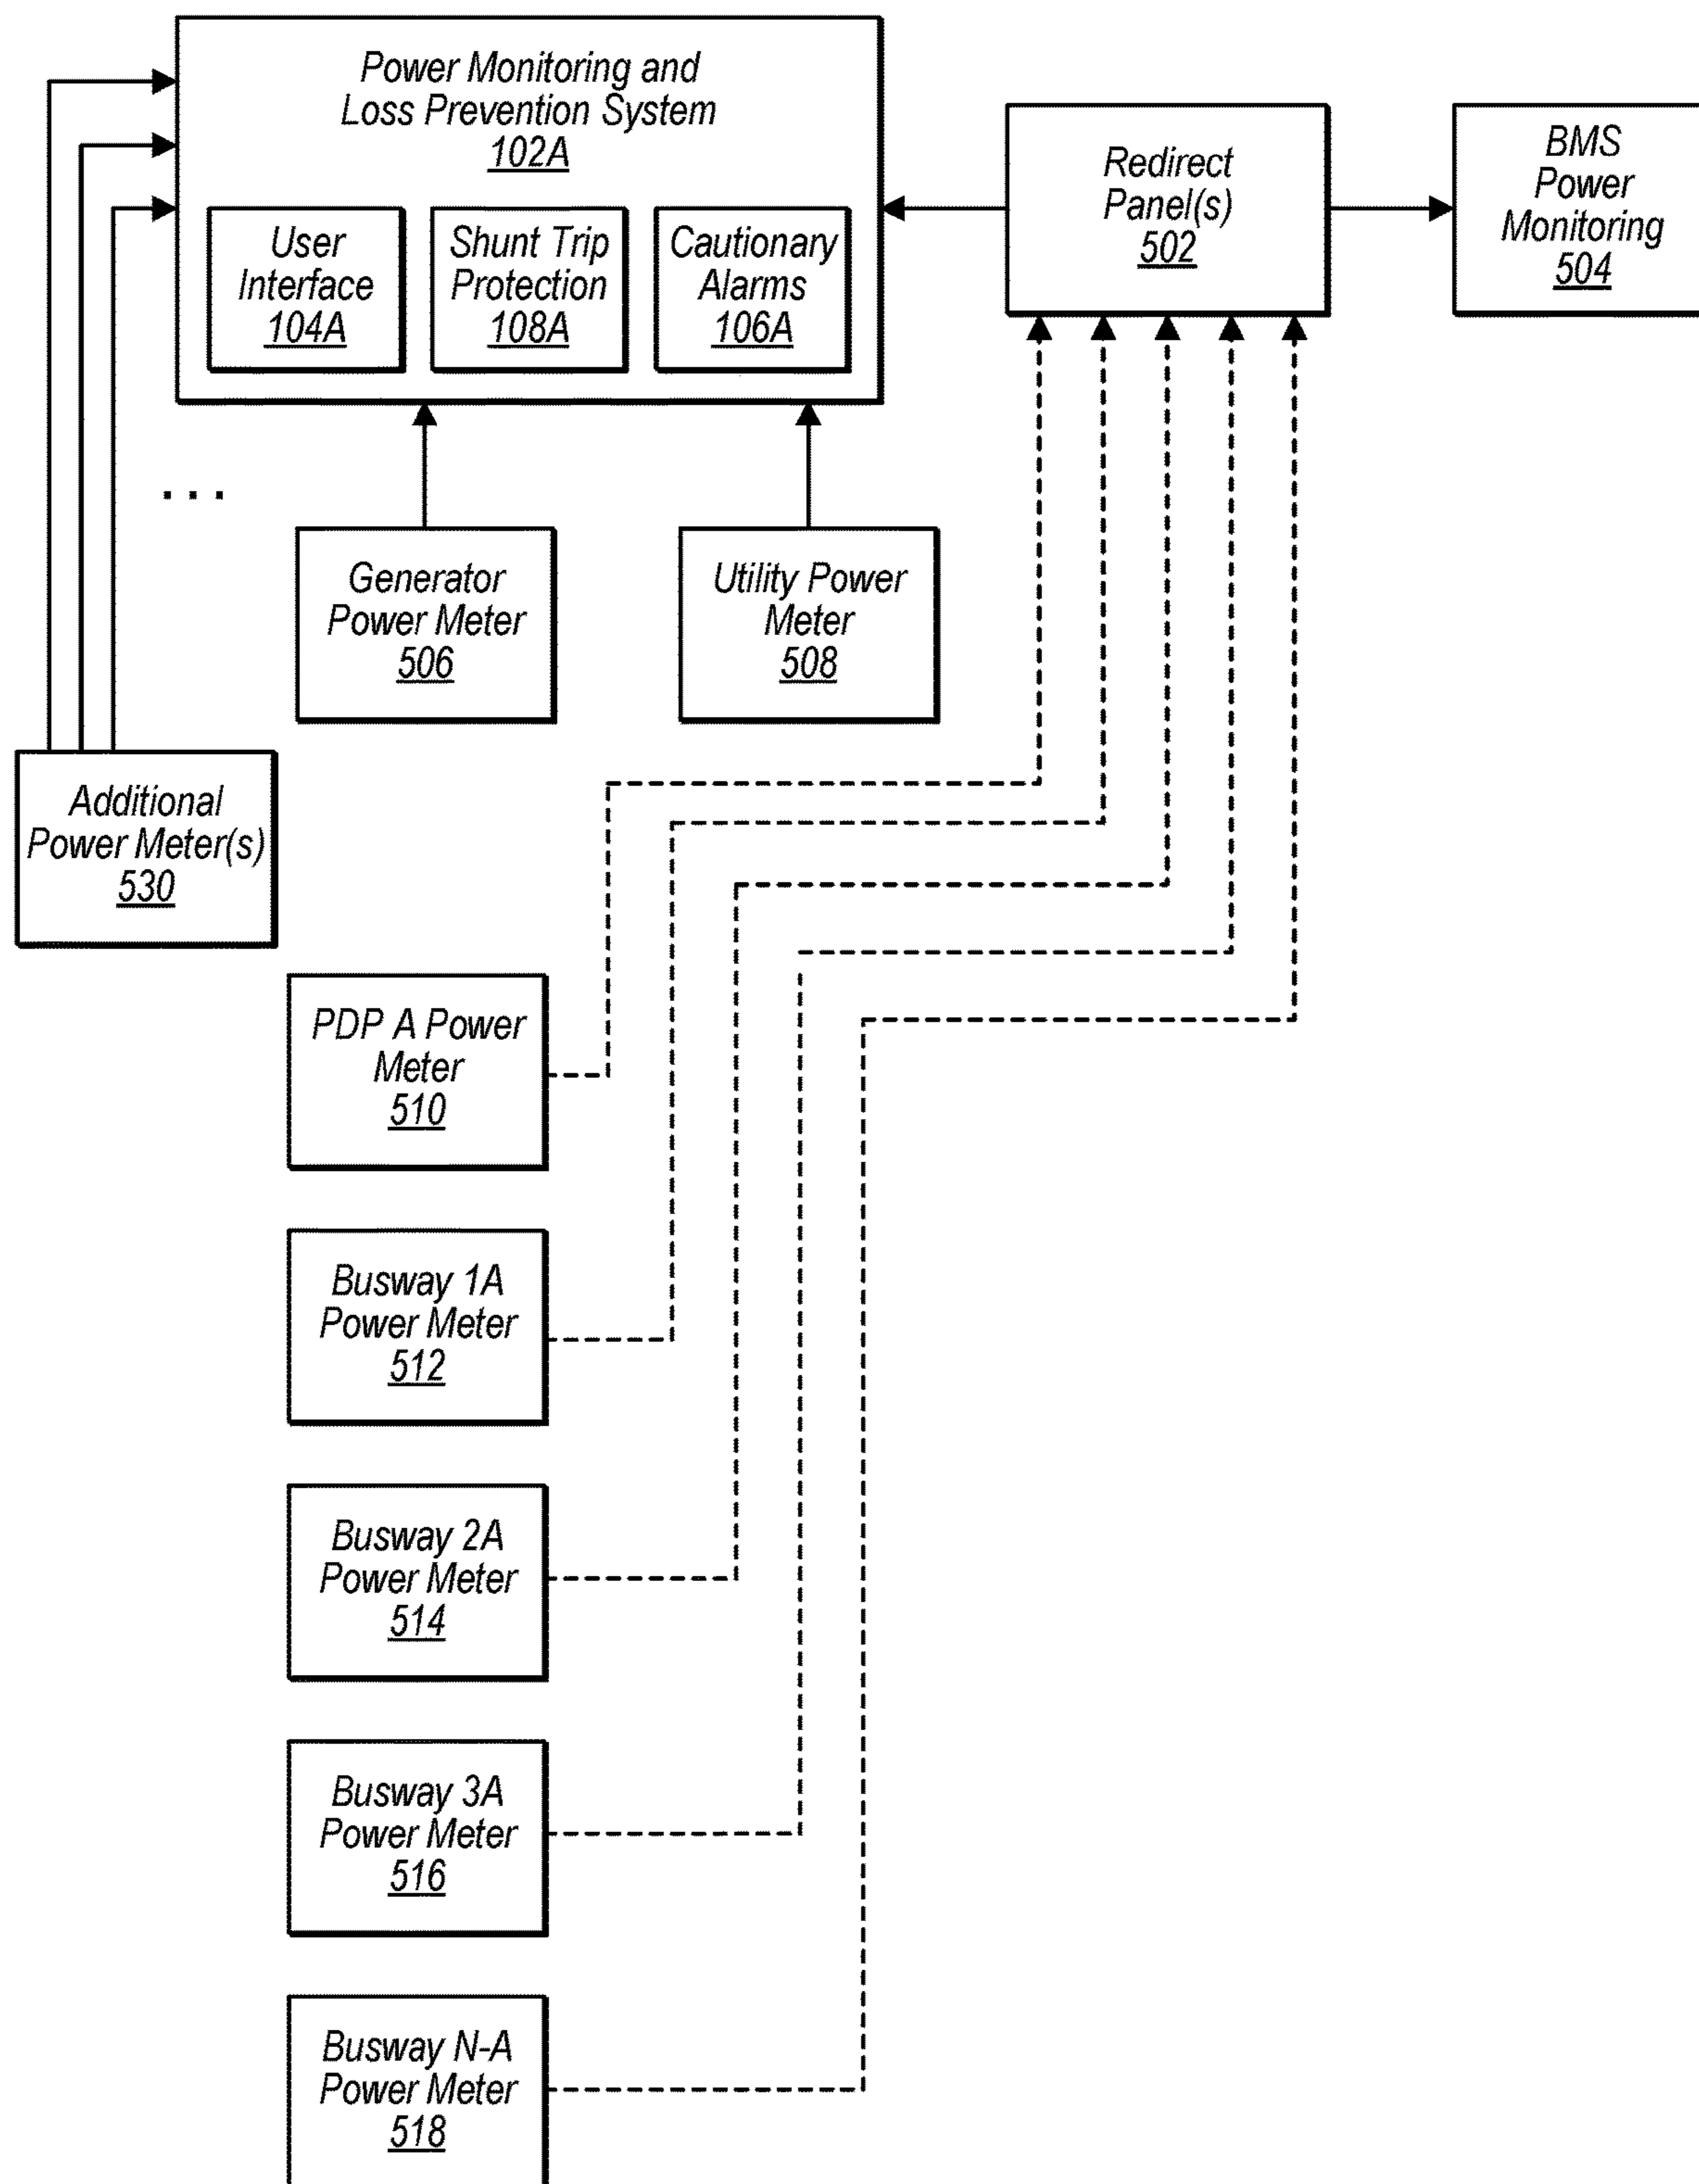 Power Monitoring and
Loss Prevention System
102A
User
Interface
104A
Shunt Trip
Protection
108A
Cautionary
Alarms
106A
Redirect
Panel(s)
502
BMS
Power
Monitoring
504
. . .
Generator
Power Meter
506
Utility Power
Meter
508
Additional
Power Meter(s)
530
PDP A Power
Meter
510
Busway 1A
Power Meter
512
Busway 2A
Power Meter
514
Busway 3A
Power Meter
516
Busway N-A
Power Meter
518